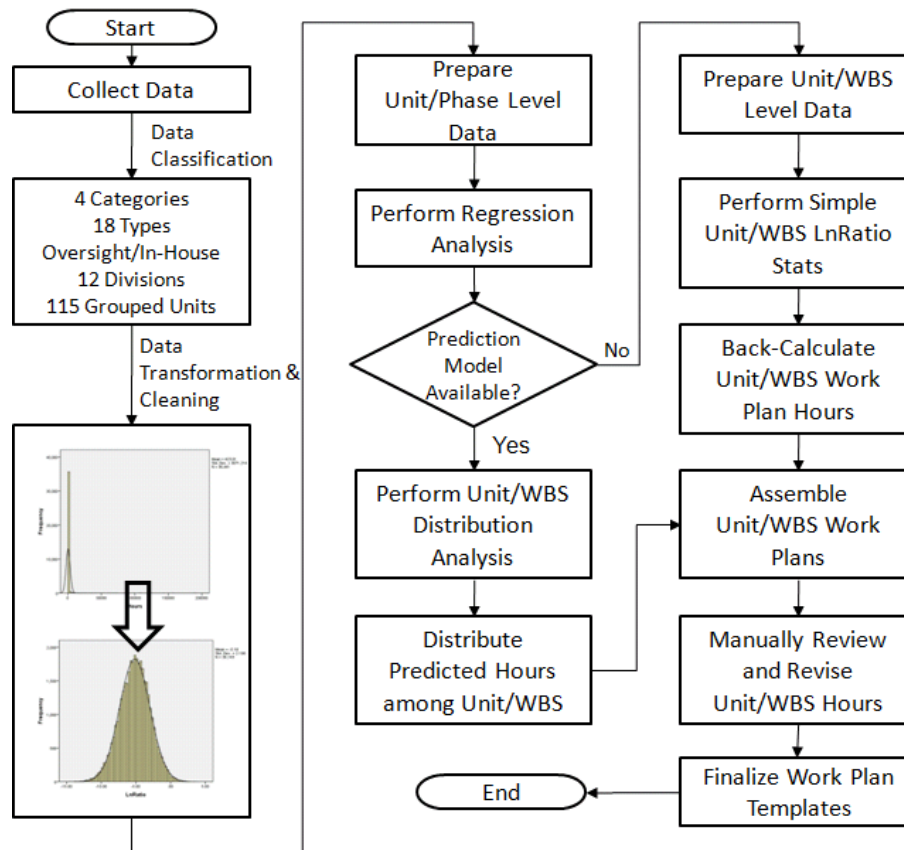 Start
Collect Data
Data
Classification
4 Categories
18 Types
Oversight/In-House
12 Divisions
115 Grouped Units
Data
Transformation &
Cleaning
Frequency
Frequency
LnRatio
Prepare
Unit/Phase Level
Data
Perform Regression
Analysis
Prediction
Model
Available?
No
Yes
Perform Unit/WBS
Distribution
Analysis
Distribute
Predicted Hours
among Unit/WBS
Prepare Unit/WBS
Level Data
Perform Simple
Unit/WBS LnRatio
Stats
Back-Calculate
Unit/WBS Work
Plan Hours
Assemble
Unit/WBS Work
Plans
Manually Review
and Revise
Unit/WBS Hours
Finalize Work Plan
Templates
End